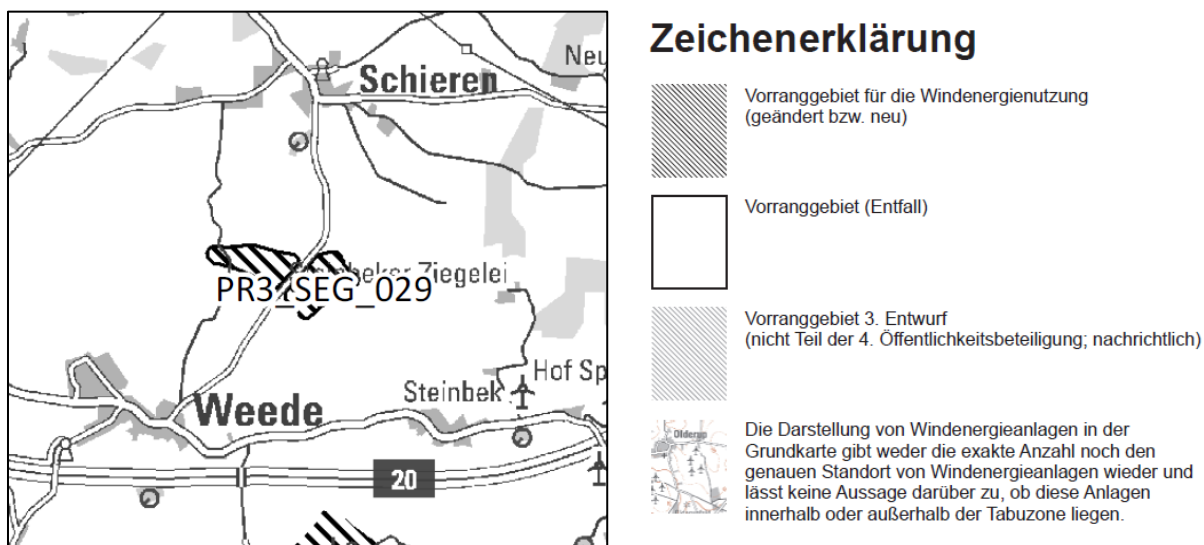 Neu
Schieren
Ziegelei
PR3_SEG_029
Hof Sp
Steinbek
Weede
20
Zeichenerklärung
Vorranggebiet für die Windenergienutzung
(geändert bzw. neu)
Vorranggebiet (Entfall)
Vorranggebiet 3. Entwurf
(nicht Teil der 4. Öffentlichkeitsbeteiligung; nachrichtlich)
Olderup
Die Darstellung von Windenergieanlagen in der
Grundkarte gibt weder die exakte Anzahl noch den
genauen Standort von Windenergieanlagen wieder und
lässt keine Aussage darüber zu, ob diese Anlagen
innerhalb oder außerhalb der Tabuzone liegen.